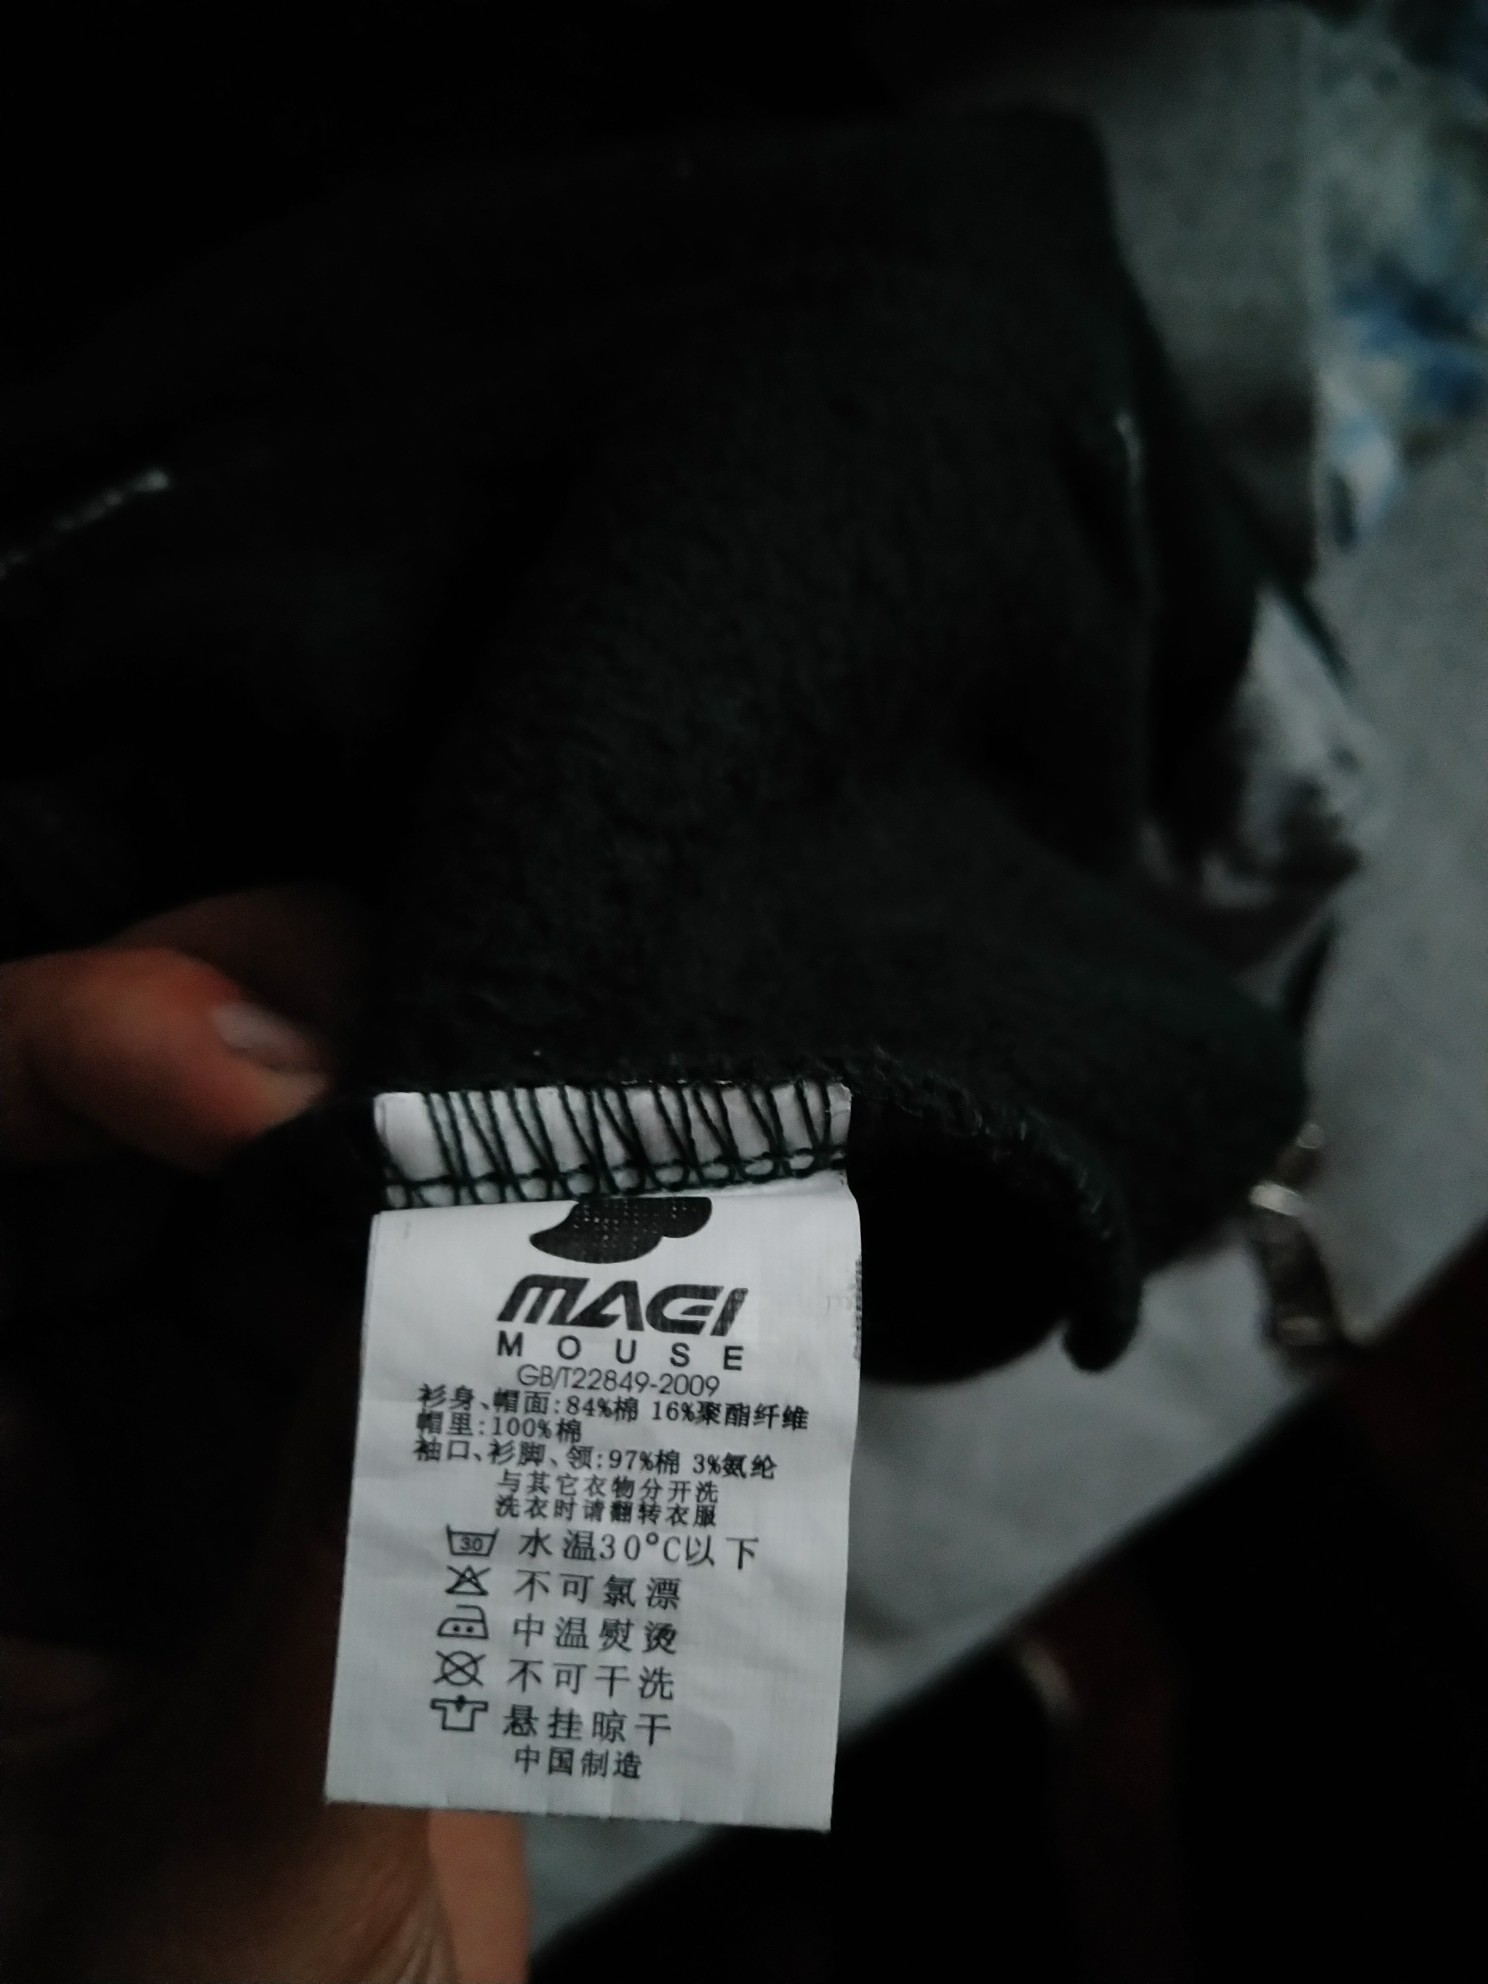 MAGI
MOUSE
GB/T22849-2009
衫身、帽面:84%棉 16%聚酯纤维
帽里:100%棉
袖口、衫脚、领:97%棉 3%氨纶
与其它衣物分开洗
洗衣时请翻转衣服
30 水温30°C以下
不可氯漂
中温熨烫
不可干洗
悬挂晾干
中国制造